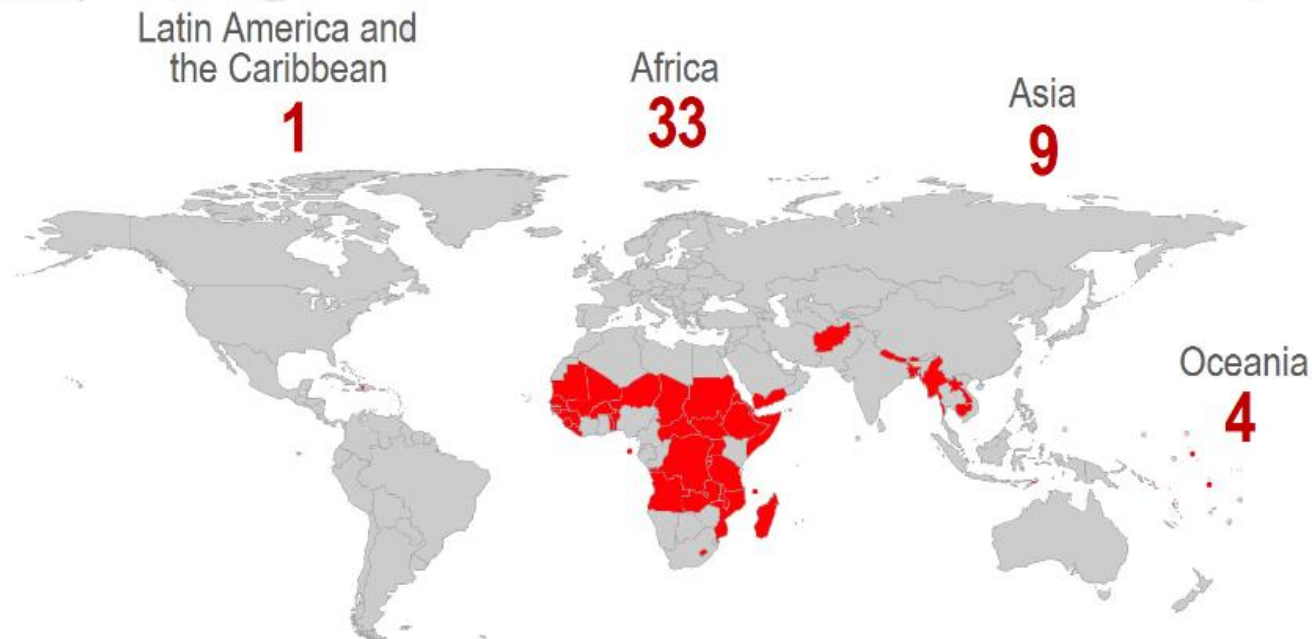 Latin America and
the Caribbean
1
Africa
33
Asia
9
Oceania
4